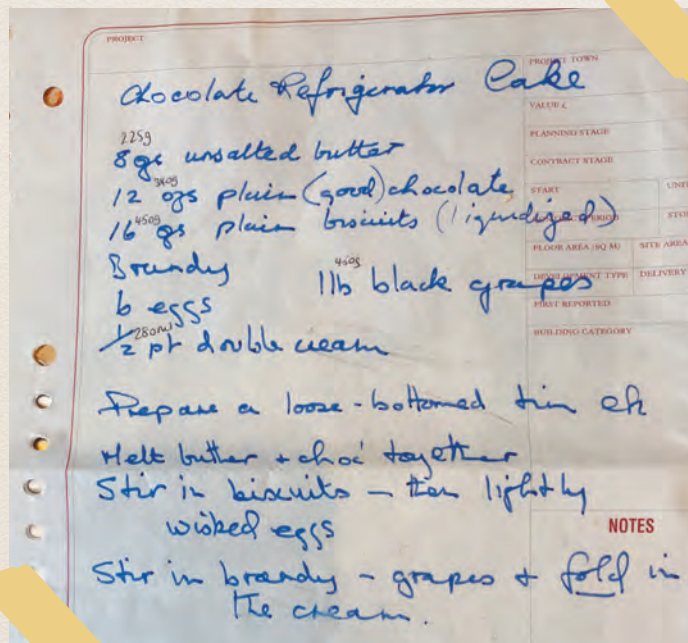 PROJECT
PROJECT TOWN
Chocolate Refrigerator Cake
VALUE £
225g
8 ozs unsalted butter
PLANNING STAGE
CONTRACT STAGE
340g
12 ozs plain (good) chocolate
START
UNIT
450g
16 ozs plain biscuits (liquidized)
STOR
FLOOR AREA (SQ M)
SITE AREA
Brandy
450g
1lb black grapes
DEVELOPMENT TYPE
DELIVERY
6 eggs
FIRST REPORTED
280ml
1/2 pt double cream
BUILDING CATEGORY
Prepare a loose-bottomed tin etc
Melt butter + choc together
Stir in biscuits - then lightly
wisked eggs
NOTES
Stir in brandy - grapes + fold in
the cream.